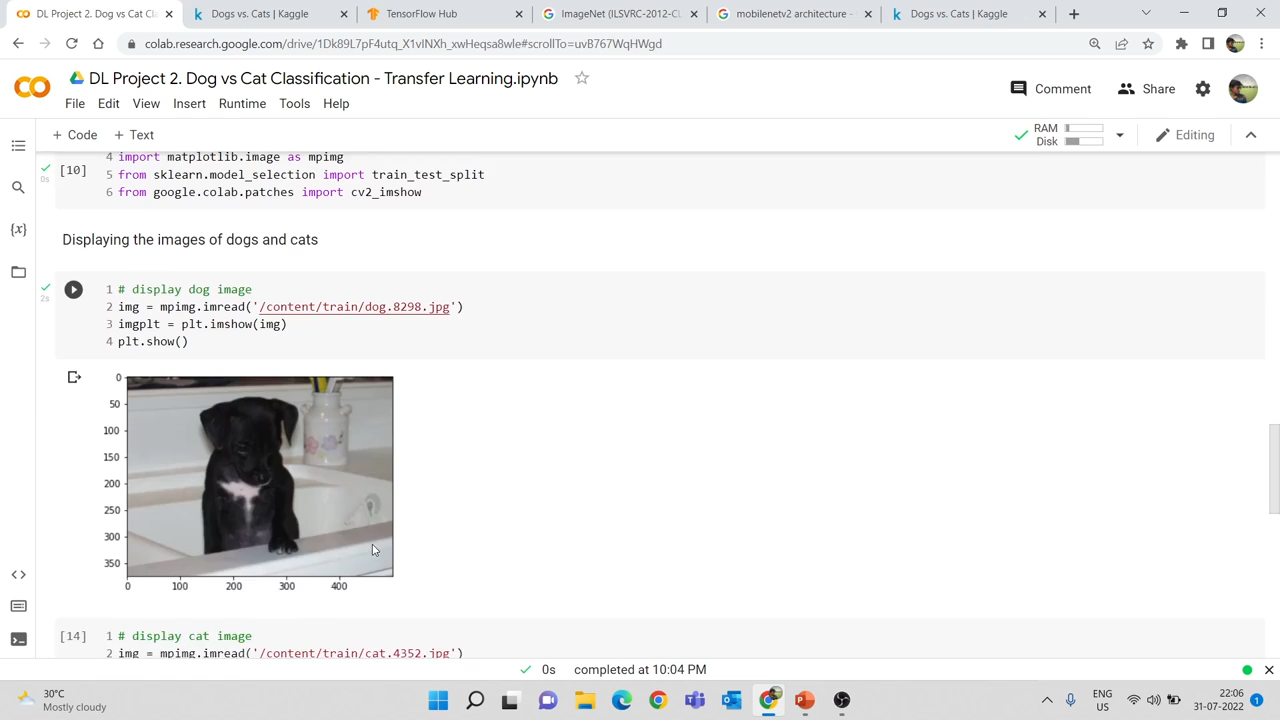 DL Project 2. Dog vs Cat Cl
Dogs vs. Cats | Kaggle
TensorFlow Hub
ImageNet (ILSVRC-2012-CL
mobilenetv2 architecture -
Dogs vs. Cats | Kaggle
colab.research.google.com/drive/1Dk89L7pF4utq_X1vINXh_xwHeqsa8wle#scrollTo=uvB767WqHWgd
DL Project 2. Dog vs Cat Classification - Transfer Learning.ipynb
File Edit View Insert Runtime Tools Help
Comment
Share
+ Code + Text
RAM
Disk
Editing
4 import matplotlib.image as mpimg
[10]
0s
5 from sklearn.model_selection import train_test_split
6 from google.colab.patches import cv2_imshow
{x}
Displaying the images of dogs and cats
2s
1 # display dog image
2 img = mpimg.imread('/content/train/dog.8298.jpg')
3 imgplt = plt.imshow(img)
4 plt.show()
0
50
100
150
200
250
300
350
0 100 200 300 400
[14]
1 # display cat image
2 img = mpimg.imread('/content/train/cat.4352.jpg')
0s completed at 10:04 PM
30°C
Mostly cloudy
ENG
US
22:06
31-07-2022
1